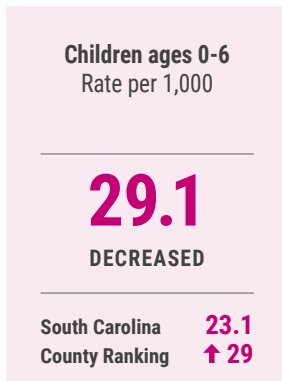 Children ages 0-6
Rate per 1,000
29.1
DECREASED
South Carolina 23.1
County Ranking ↑ 29